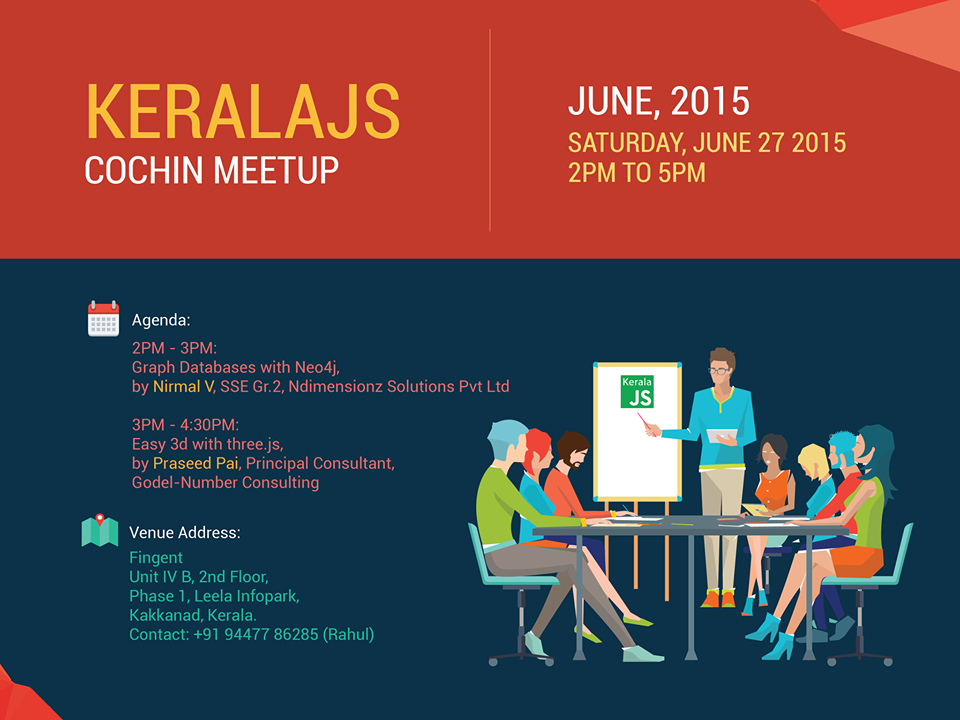 KERALAJS
COCHIN MEETUP
JUNE, 2015
SATURDAY, JUNE 27 2015
2PM TO 5PM
Agenda:
2PM - 3PM:
Graph Databases with Neo4j,
by Nirmal V, SSE Gr.2, Ndimensionz Solutions Pvt Ltd
3PM - 4:30PM:
Easy 3d with three.js,
by Praseed Pai, Principal Consultant,
Godel-Number Consulting
Venue Address:
Fingent
Unit IV B, 2nd Floor,
Phase 1, Leela Infopark,
Kakkanad, Kerala.
Contact: +91 94477 86285 (Rahul)
Kerala
JS